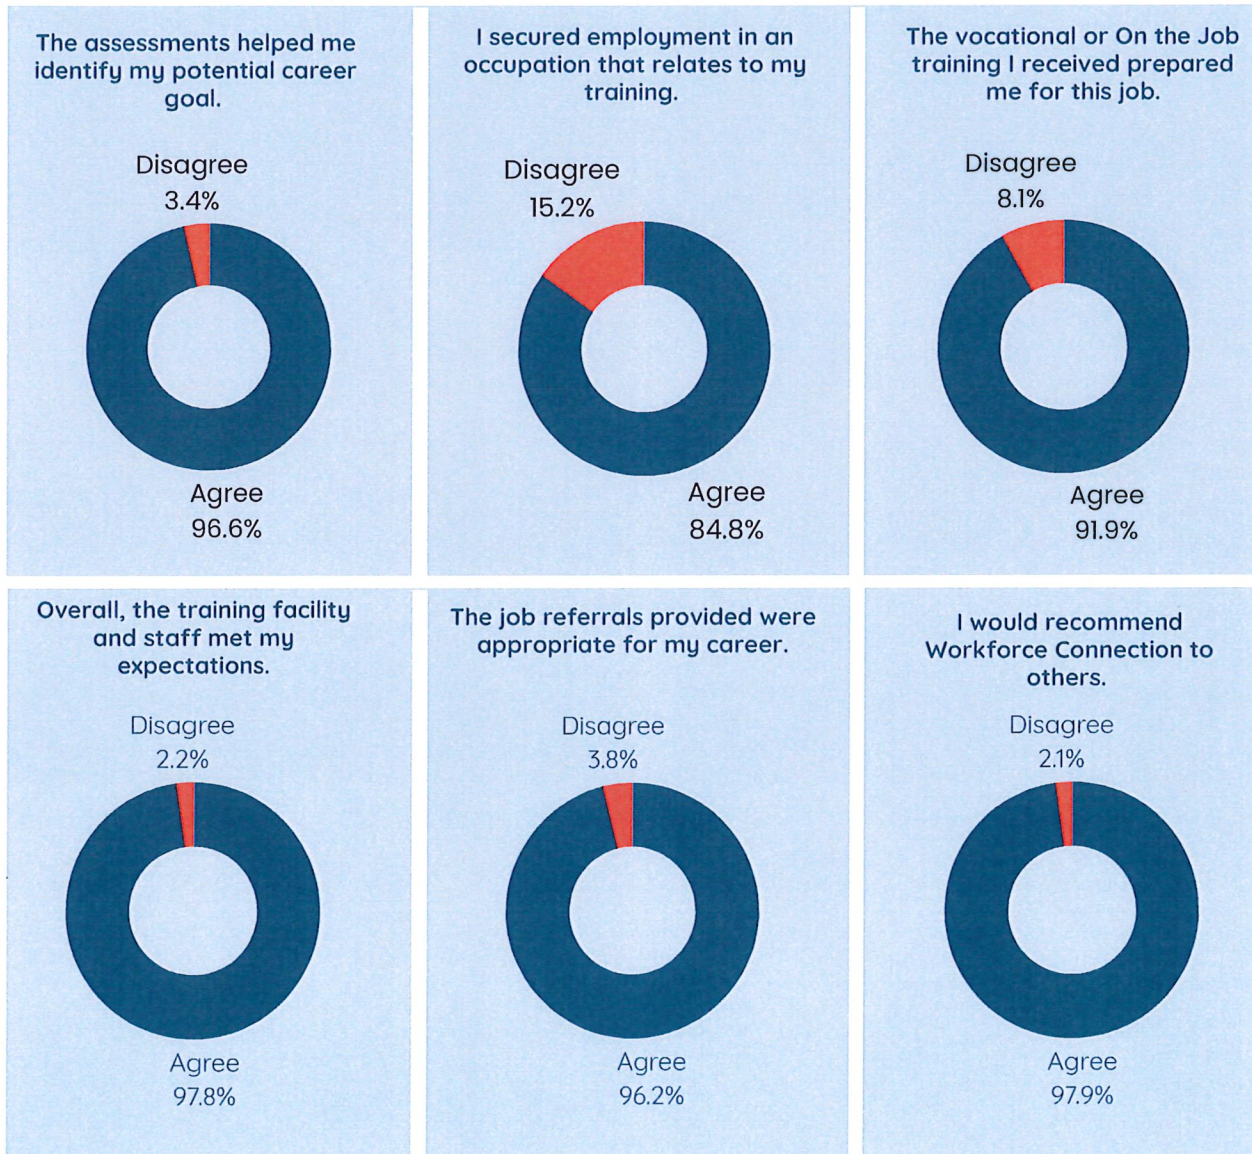 The assessments helped me
identify my potential career
goal.
Disagree
3.4%
Agree
96.6%
I secured employment in an
occupation that relates to my
training.
Disagree
15.2%
Agree
84.8%
The vocational or On the Job
training I received prepared
me for this job.
Disagree
8.1%
Agree
91.9%
Overall, the training facility
and staff met my
expectations.
Disagree
2.2%
Agree
97.8%
The job referrals provided were
appropriate for my career.
Disagree
3.8%
Agree
96.2%
I would recommend
Workforce Connection to
others.
Disagree
2.1%
Agree
97.9%